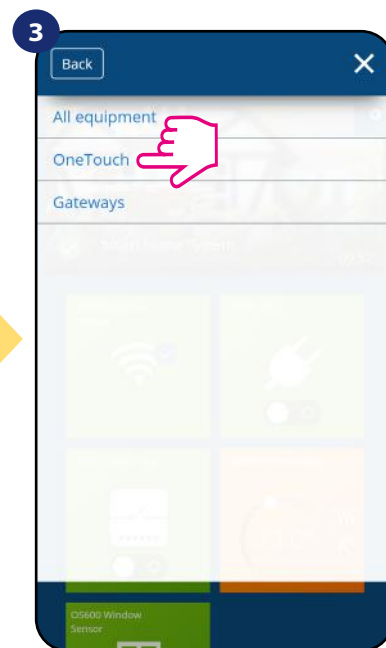 3
Back
All equipment
OneTouch
Gateways
OS600 Window
Sensor